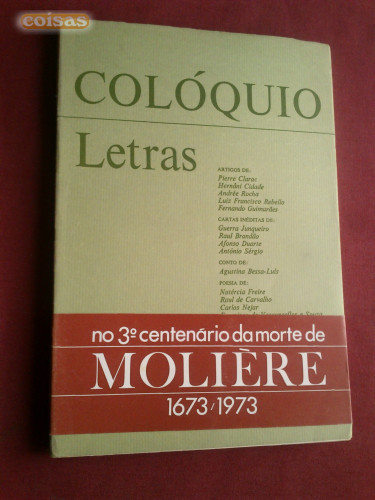 coisas
COLÓQUIO
Letras
ARTIGOS DE:
Pierre Clarac
Hernâni Cidade
Andrée Rocha
Luiz Francisco Rebello
Fernando Guimarães
CARTAS INÉDITAS DE:
Guerra Junqueiro
Raul Brandão
Afonso Duarte
António Sérgio
CONTO DE:
Agustina Bessa-Luís
POESIA DE:
Natércia Freire
Raul de Carvalho
Carlos Nejar
no 3º centenário da morte de
MOLIÈRE
1673/1973